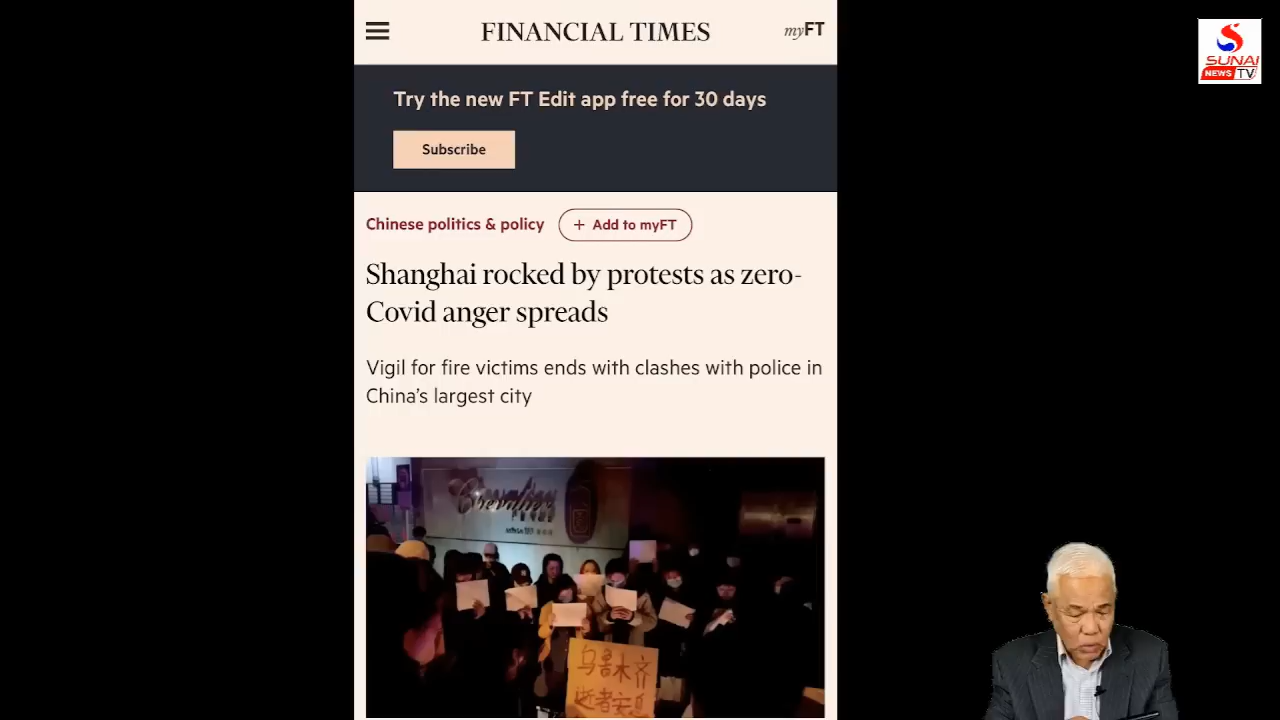 FINANCIAL TIMES
myFT
SUNAI
NEWS TV
Try the new FT Edit app free for 30 days
Subscribe
Chinese politics & policy
+ Add to myFT
Shanghai rocked by protests as zero-
Covid anger spreads
Vigil for fire victims ends with clashes with police in
China's largest city
乌鲁木齐
逝者安息